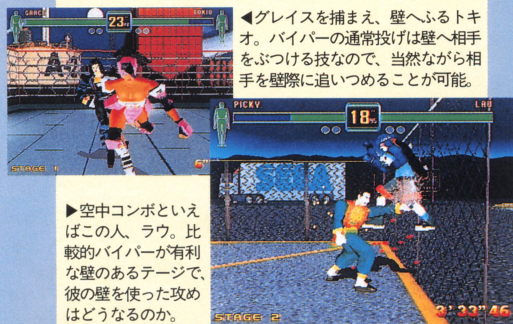 GRACE
23
TOKIO
A
STAGE 1
◀グレイスを捕まえ、壁へふるトキ
オ。バイパーの通常投げは壁へ相手
をぶつける技なので、当然ながら相
手を壁際に追いつめることが可能。
PICKY
18
LAU
SEGA
STAGE 2
3'33"46
▶空中コンボといえ
ばこの人、ラウ。比
較的バイパーが有利
な壁のあるテージで、
彼の壁を使った攻め
はどうなるのか。